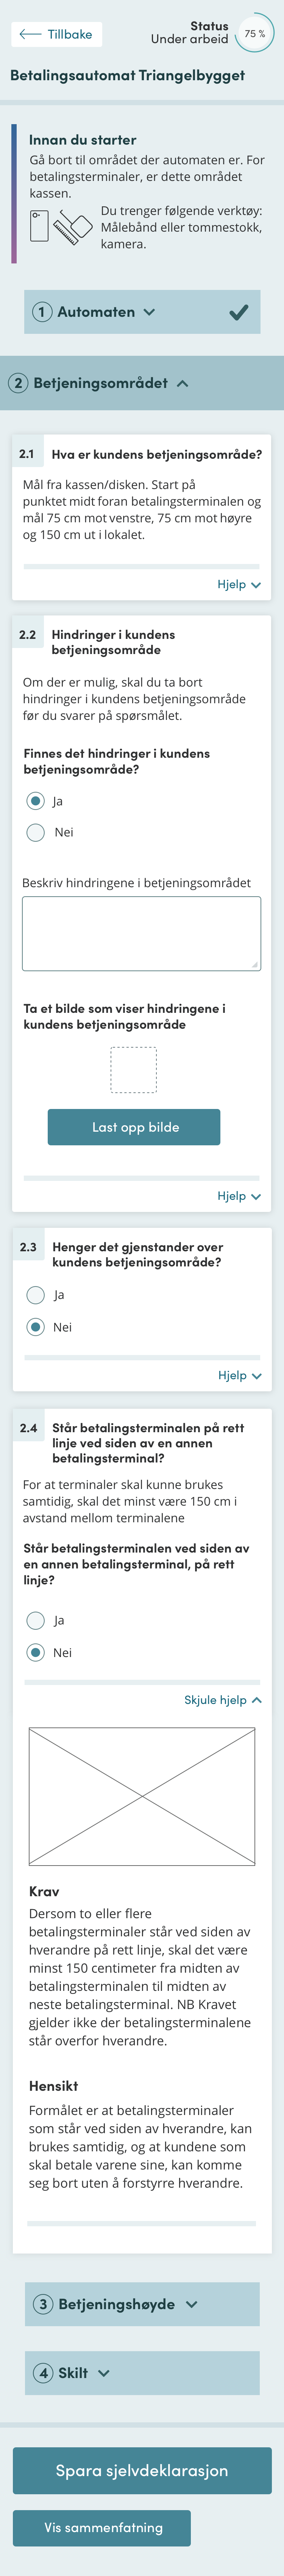 Tillbake
Status
Under arbeid
75 %
Betalingsautomat Triangelbygget
Innan du starter
Gå bort til området der automaten er. For
betalingsterminaler, er dette området
kassen.
Du trenger følgende verktøy:
Målebånd eller tommestokk,
kamera.
1 Automaten
2 Betjeningsområdet
2.1 Hva er kundens betjeningsområde?
Mål fra kassen/disken. Start på
punktet midt foran betalingsterminalen og
mål 75 cm mot venstre, 75 cm mot høyre
og 150 cm ut i lokalet.
Hjelp
2.2 Hindringer i kundens
betjeningsområde
Om der er mulig, skal du ta bort
hindringer i kundens betjeningsområde
før du svarer på spørsmålet.
Finnes det hindringer i kundens
betjeningsområde?
Ja
Nei
Beskriv hindringene i betjeningsområdet
Ta et bilde som viser hindringene i
kundens betjeningsområde
Last opp bilde
Hjelp
2.3 Henger det gjenstander over
kundens betjeningsområde?
Ja
Nei
Hjelp
2.4 Står betalingsterminalen på rett
linje ved siden av en annen
betalingsterminal?
For at terminaler skal kunne brukes
samtidig, skal det minst være 150 cm i
avstand mellom terminalene
Står betalingsterminalen ved siden av
en annen betalingsterminal, på rett
linje?
Ja
Nei
Skjule hjelp
Krav
Dersom to eller flere
betalingsterminaler står ved siden av
hverandre på rett linje, skal det være
minst 150 centimeter fra midten av
betalingsterminalen til midten av
neste betalingsterminal. NB Kravet
gjelder ikke der betalingsterminalene
står overfor hverandre.
Hensikt
Formålet er at betalingsterminaler
som står ved siden av hverandre, kan
brukes samtidig, og at kundene som
skal betale varene sine, kan komme
seg bort uten å forstyrre hverandre.
3 Betjeningshøyde
4 Skilt
Spara sjelvdeklarasjon
Vis sammenfatning